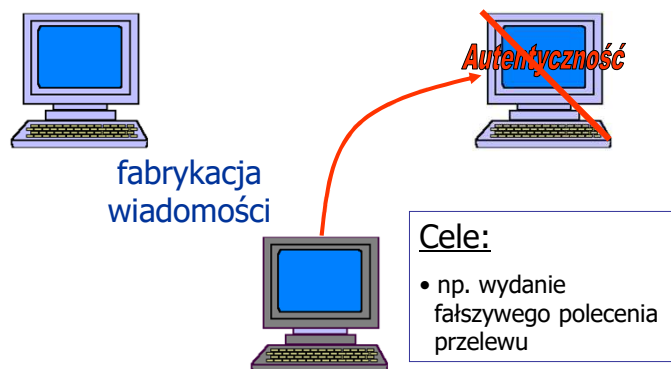 Autentyczność
fabrykacja
wiadomości
Cele:
• np. wydanie
fałszywego polecenia
przelewu